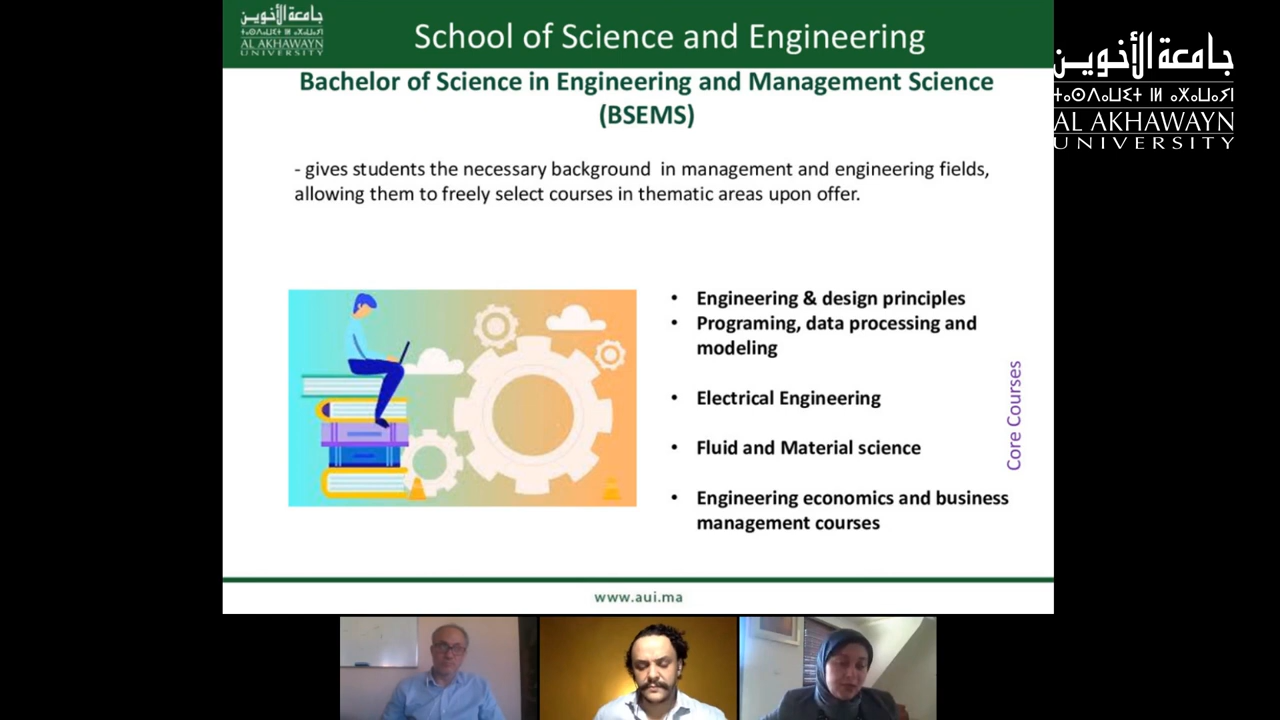 جامعة الأخوين
ⵜⴰⵙⴷⴰⵡⵉⵜ ⵏ ⵡⴰⵅⴰⵡⴰⵢⵏ
AL AKHAWAYN
UNIVERSITY
School of Science and Engineering
Bachelor of Science in Engineering and Management Science
(BSEMS)
- gives students the necessary background in management and engineering fields,
allowing them to freely select courses in thematic areas upon offer.
• Engineering & design principles
• Programing, data processing and
modeling
• Electrical Engineering
• Fluid and Material science
• Engineering economics and business
management courses
Core Courses
www.aui.ma
جامعة الأخوين
AL AKHAWAYN
UNIVERSITY